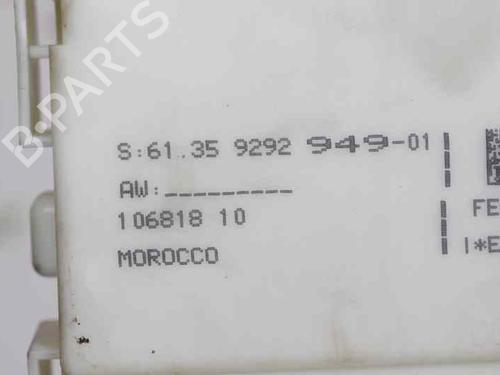 B-PARTS
S:61..35 9292 949-01
AW:_________
106818 10
MOROCCO
FE
I*E